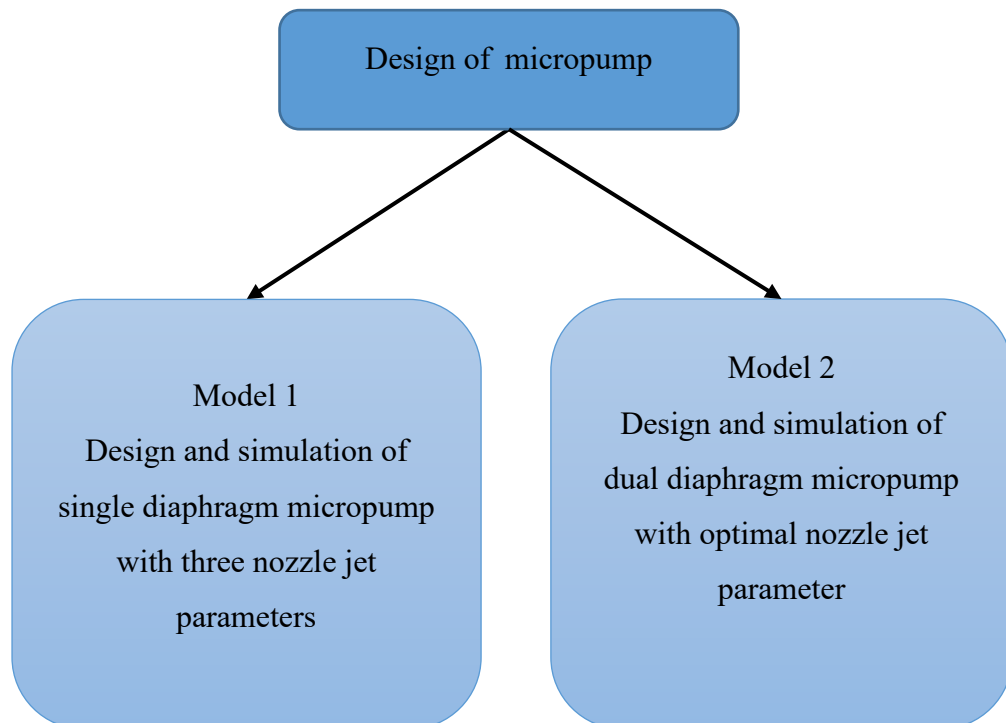 Design of micropump
Model 1
Design and simulation of
single diaphragm micropump
with three nozzle jet
parameters
Model 2
Design and simulation of
dual diaphragm micropump
with optimal nozzle jet
parameter